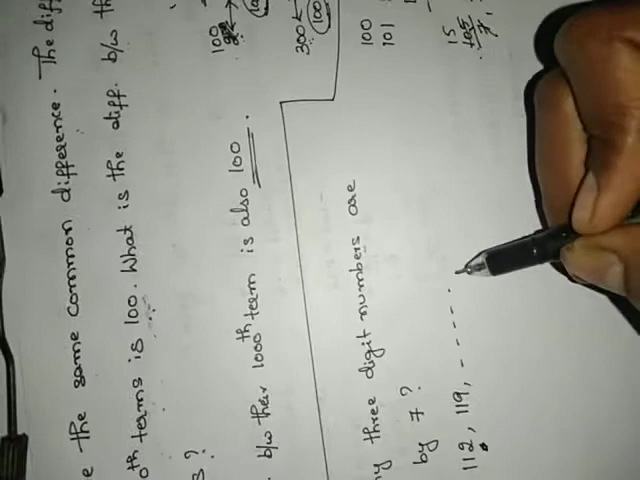 the same common difference. The diff
0th terms is 100. What is the diff. b/w th
?
b/w their 1000th term is also 100.
100
300
100
100
101
15
7
y three digit numbers are
by 7?
112, 119, - - - - .